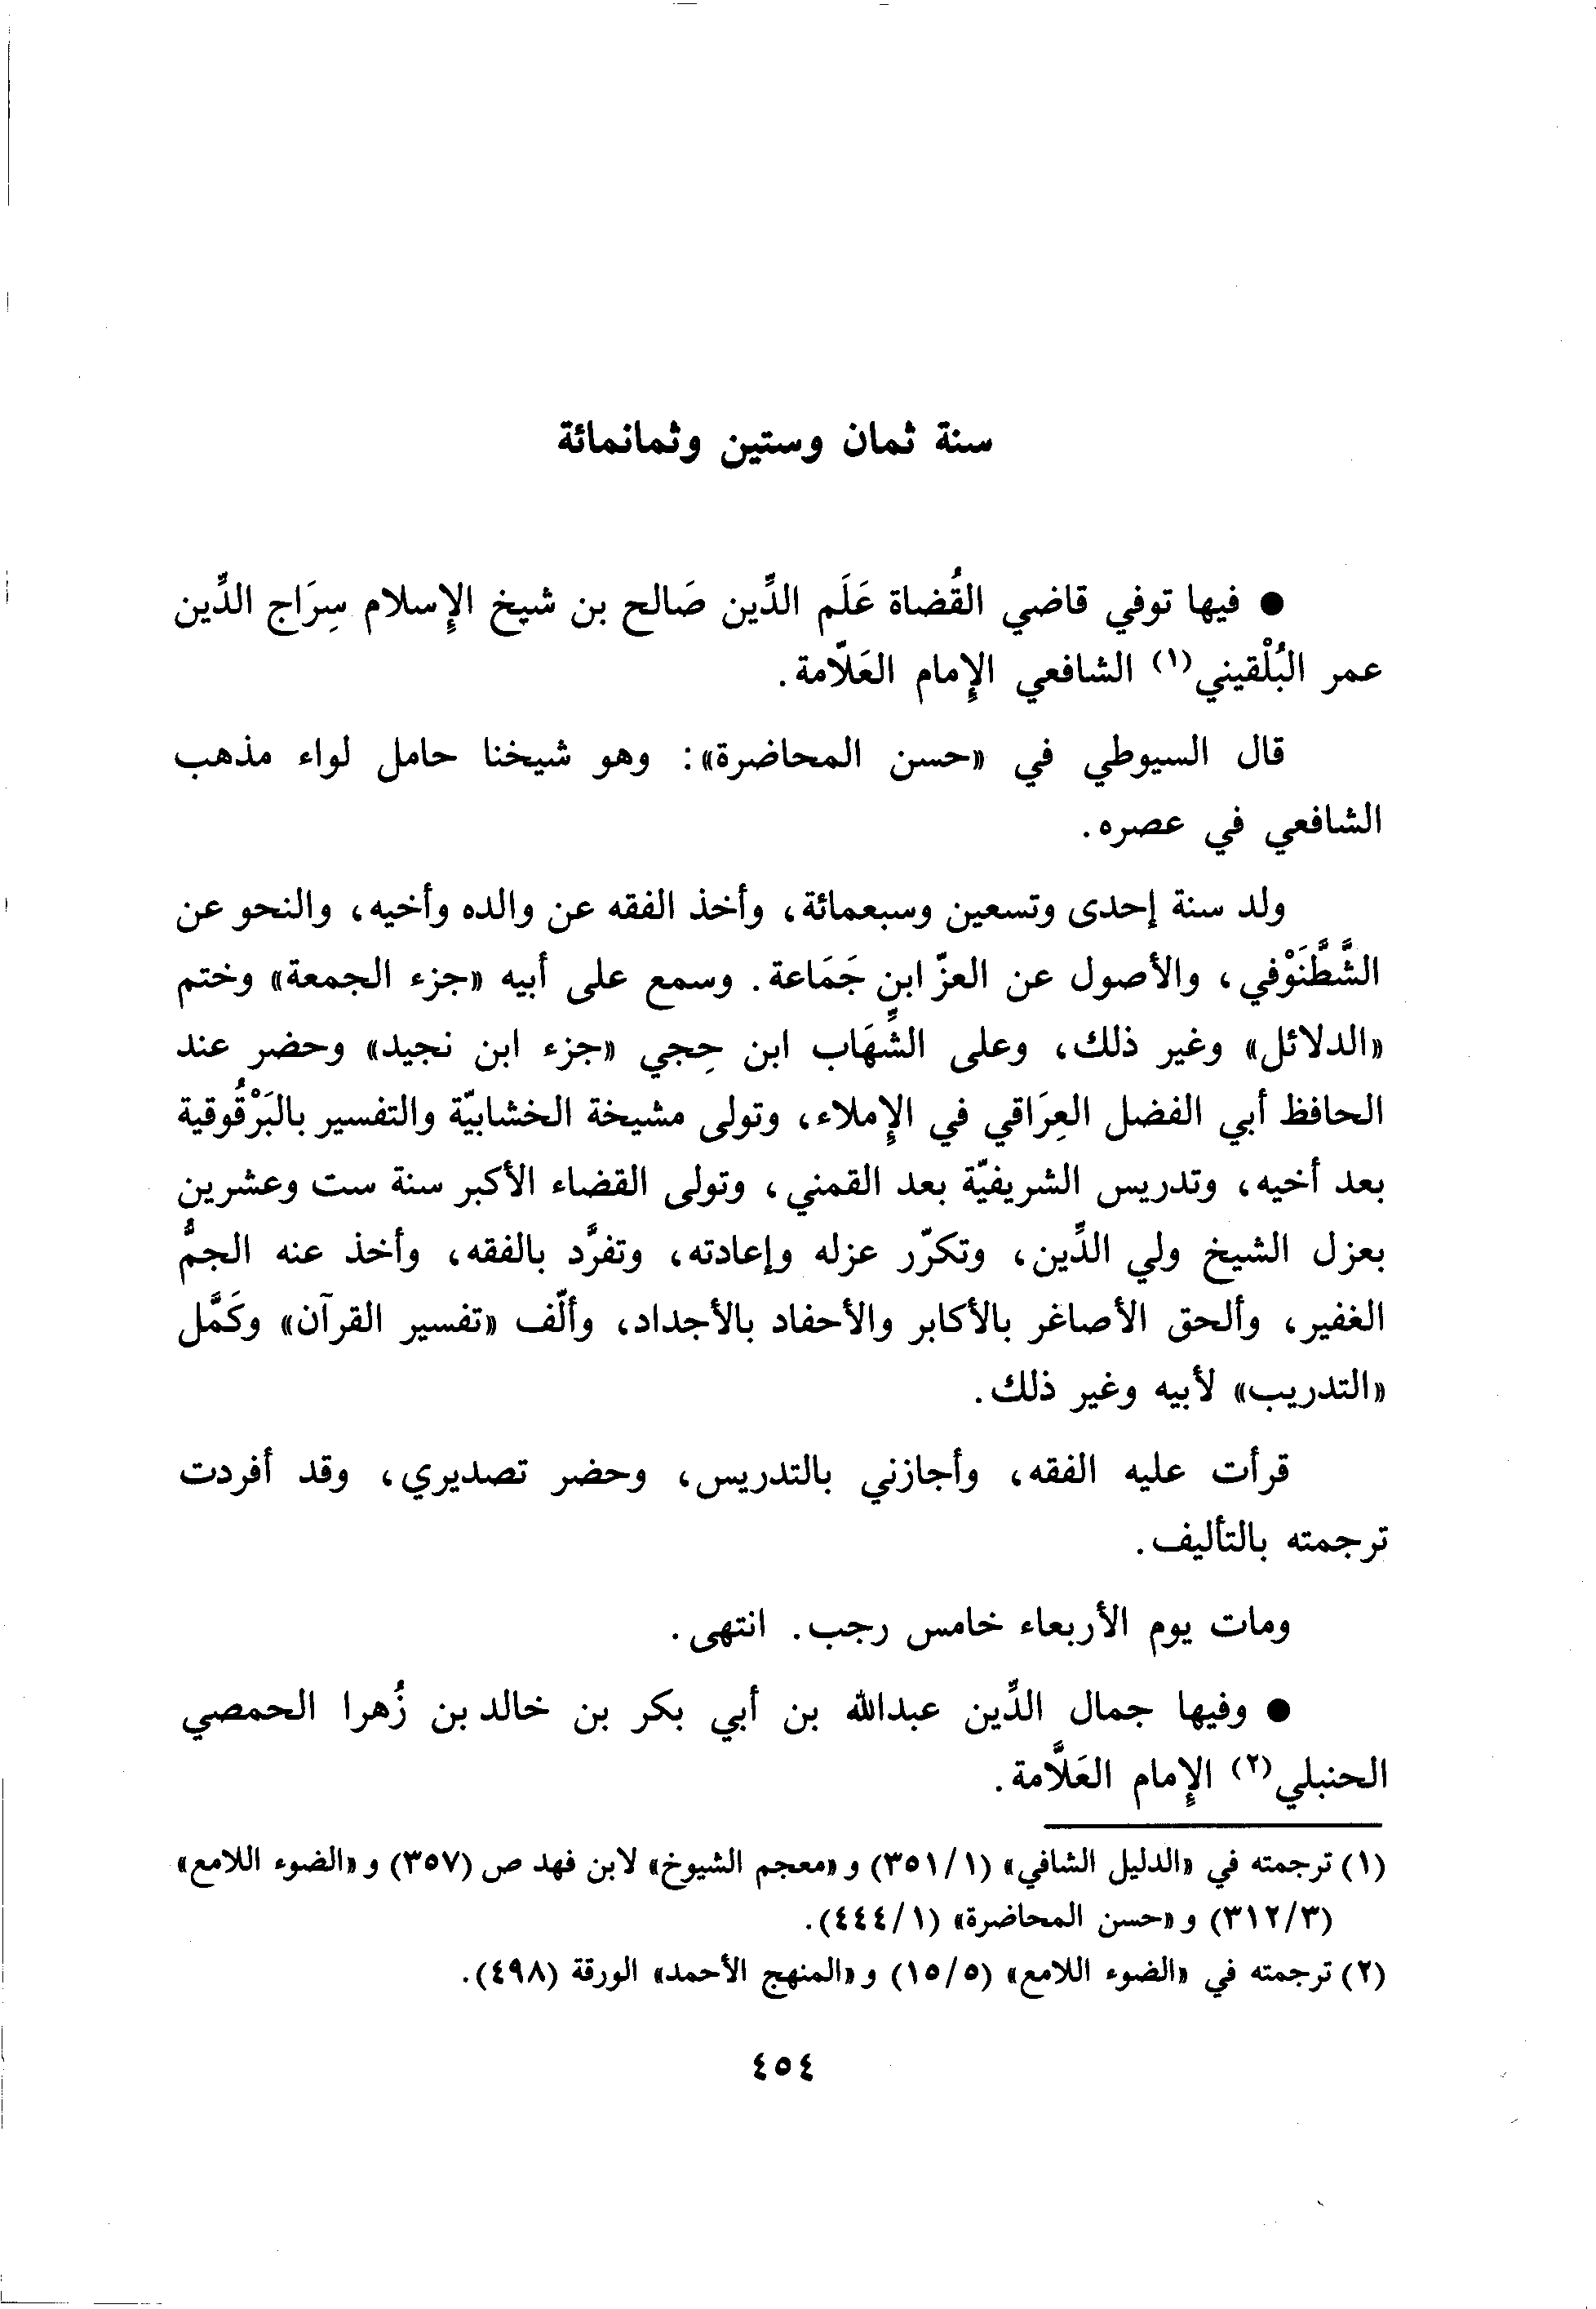 سنة ثمان وستين وثمانمائة
● فيها توفي قاضي القُضاة عَلَم الدِّين صَالح بن شيخ الإِسلام سِرَاج الدِّين
عمر البُلْقيني(١) الشافعي الإِمام العَلّامة.
قال السيوطي في «حسن المحاضرة»: وهو شيخنا حامل لواء مذهب
الشافعي في عصره.
ولد سنة إحدى وتسعين وسبعمائة، وأخذ الفقه عن والده وأخيه، والنحو عن
الشَّطَّنَوْفي، والأصول عن العزّ ابن جَمَاعة. وسمع على أبيه «جزء الجمعة» وختم
«الدلائل» وغير ذلك، وعلى الشِّهَاب ابن حِجي «جزء ابن نجيد» وحضر عند
الحافظ أبي الفضل العِرَاقي في الإِملاء، وتولى مشيخة الخشابيّة والتفسير بالبَرْقُوقية
بعد أخيه، وتدريس الشريفيّة بعد القمني، وتولى القضاء الأكبر سنة ست وعشرين
بعزل الشيخ ولي الدِّين، وتكرّر عزله وإعادته، وتفرَّد بالفقه، وأخذ عنه الجمُّ
الغفير، وألحق الأصاغر بالأكابر والأحفاد بالأجداد، وألّف «تفسير القرآن» وكَمَّل
«التدريب» لأبيه وغير ذلك.
قرأت عليه الفقه، وأجازني بالتدريس، وحضر تصديري، وقد أفردت
ترجمته بالتأليف.
ومات يوم الأربعاء خامس رجب. انتهى.
● وفيها جمال الدِّين عبدالله بن أبي بكر بن خالد بن زُهرا الحمصي
الحنبلي(٢) الإِمام العَلَّامة.
(١) ترجمته في «الدليل الشافي» (٣٥١/١) و «معجم الشيوخ» لابن فهد ص (٣٥٧) و «الضوء اللامع»
(٣١٢/٣) و «حسن المحاضرة» (٤٤٤/١).
(٢) ترجمته في «الضوء اللامع» (١٥/٥) و «المنهج الأحمد» الورقة (٤٩٨).
٤٥٤